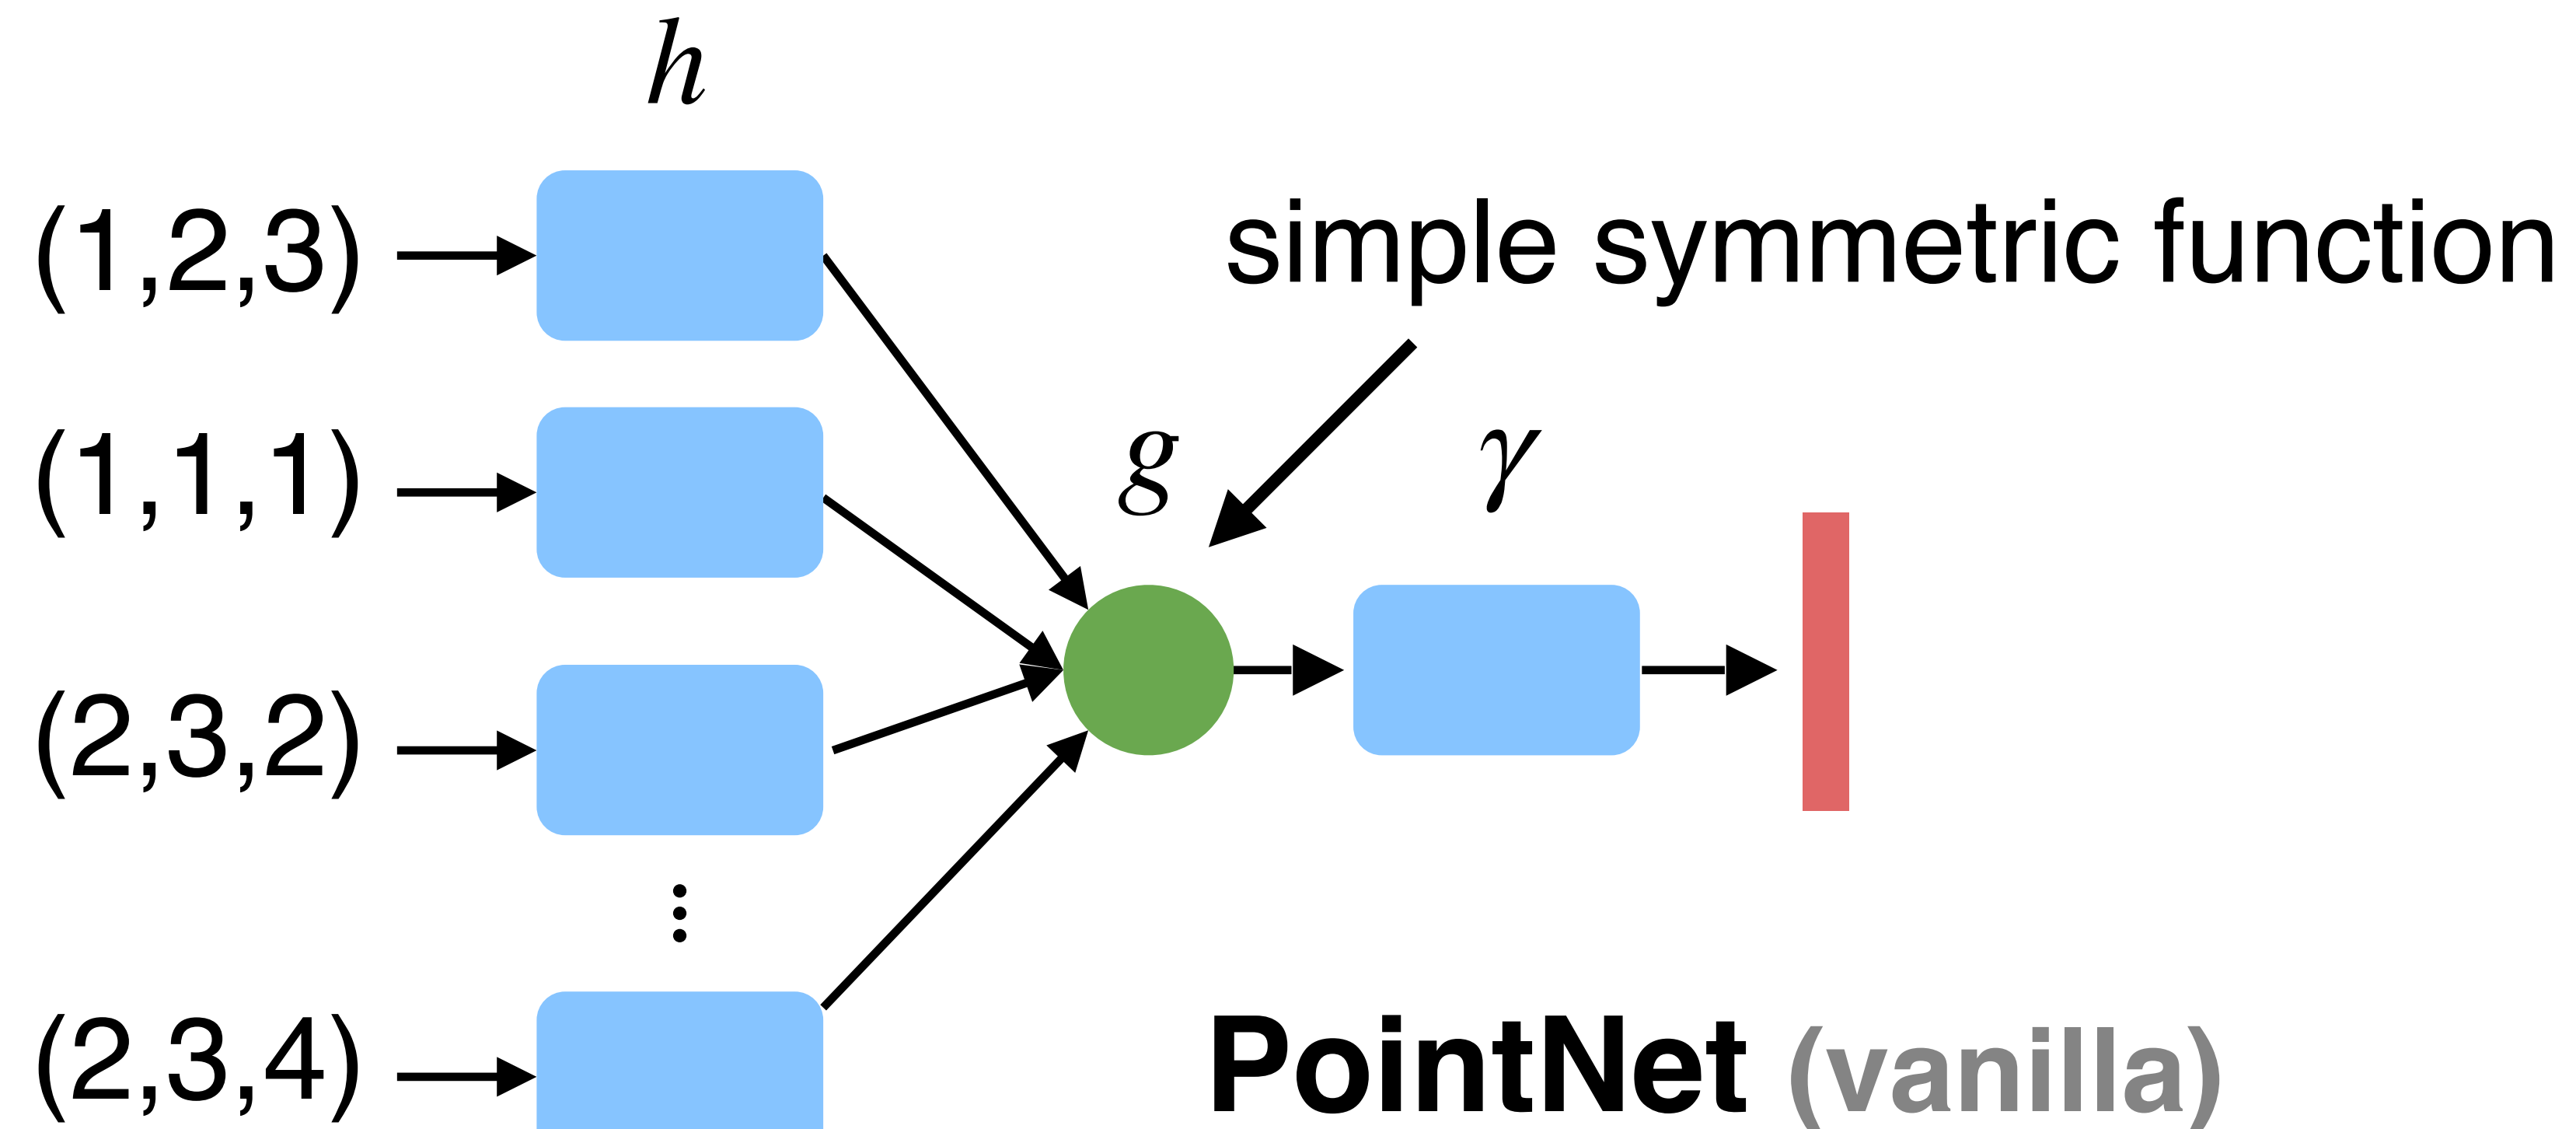 h
(1,2,3)
simple symmetric function
(1,1,1)
g
γ
(2,3,2)
(2,3,4)
PointNet (vanilla)